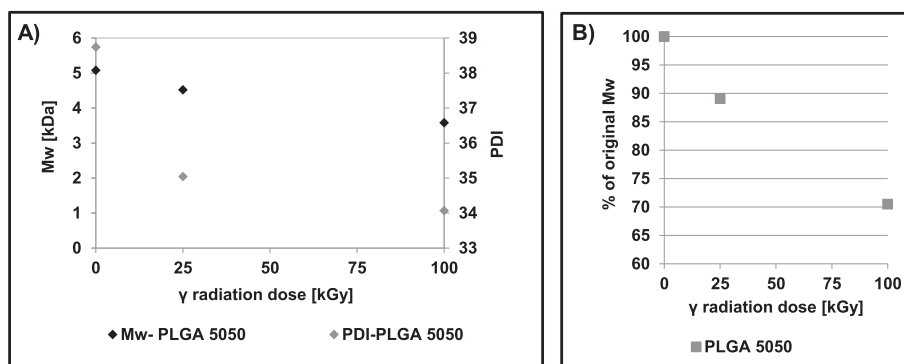 A)
6
5
4
3
2
1
0
Mw [kDa]
39
38
37
36
35
34
33
PDI
0 25 50 75 100
γ radiation dose [kGy]
Mw- PLGA 5050 PDI-PLGA 5050
B)
100
95
90
85
80
75
70
65
60
% of original Mw
0 25 50 75 100
γ radiation dose [kGy]
PLGA 5050